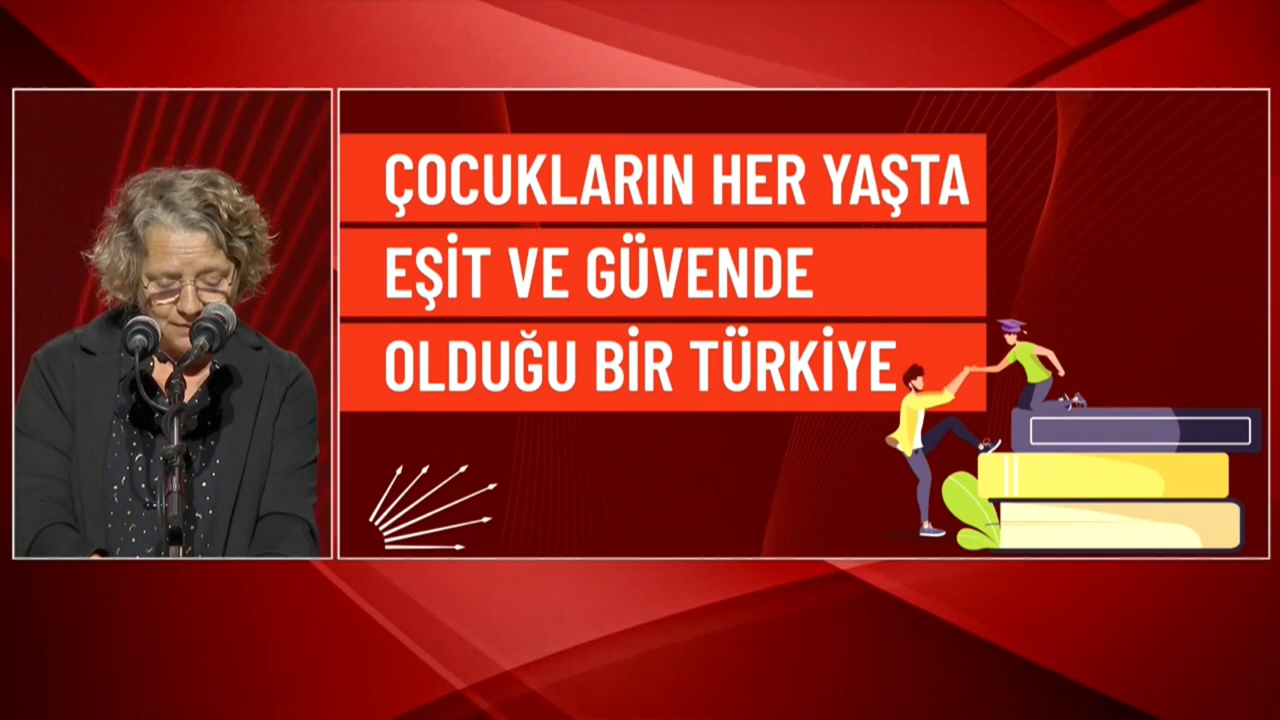 ÇOCUKLARIN HER YAŞTA
EŞİT VE GÜVENDE
OLDUĞU BİR TÜRKİYE